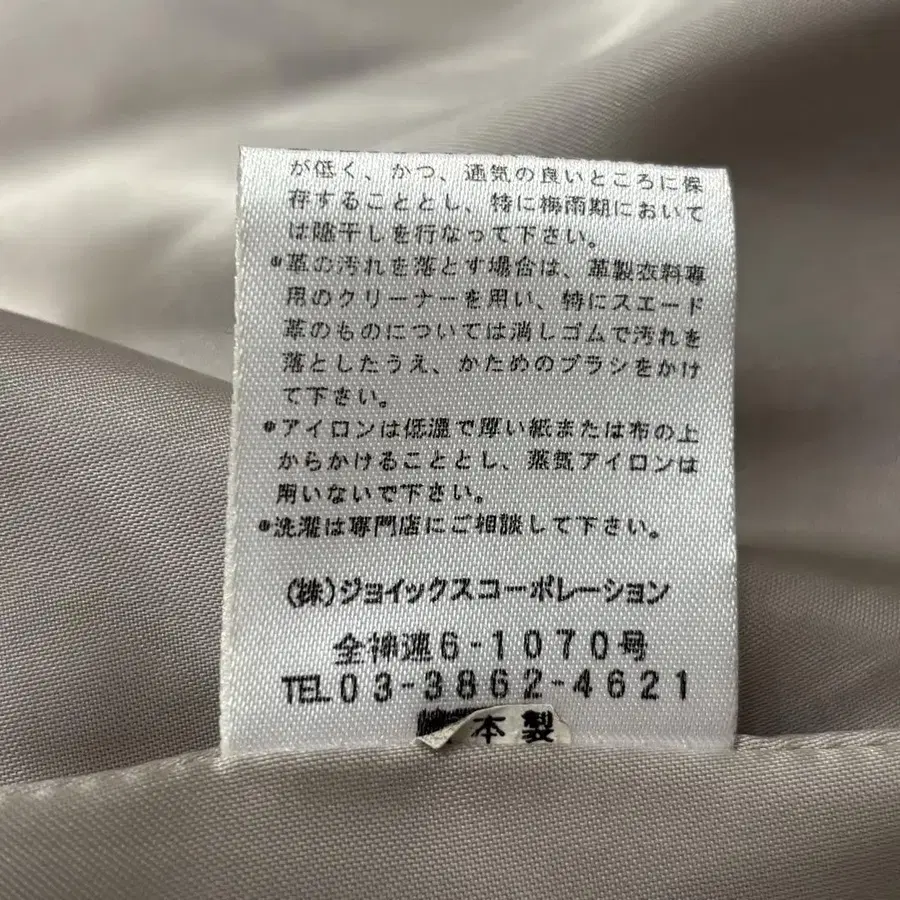 が低く、かつ、通気の良いところに保
存することとし、特に梅雨期において
は陰干しを行なって下さい。
•革の汚れを落とす場合は、革製衣料専
用のクリーナーを用い、特にスエード
革のものについては消しゴムで汚れを
落としたうえ、かためのブラシをかけ
て下さい。
•アイロンは低温で厚い紙または布の上
からかけることとし、蒸気アイロンは
用いないで下さい。
•洗濯は専門店にご相談して下さい。
(株)ジョイックスコーポレーション
全神連6-1070号
TEL03-3862-4621
本製